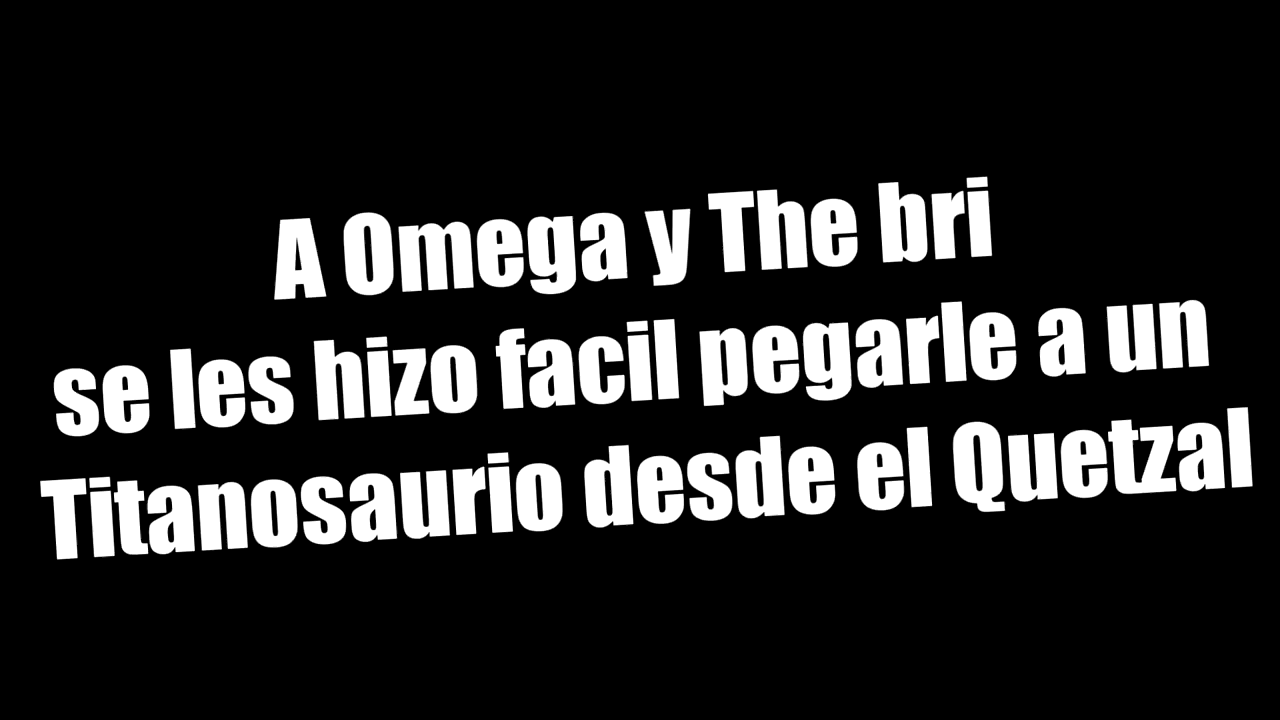 A Omega y The bri
se les hizo facil pegarle a un
Titanosaurio desde el Quetzal